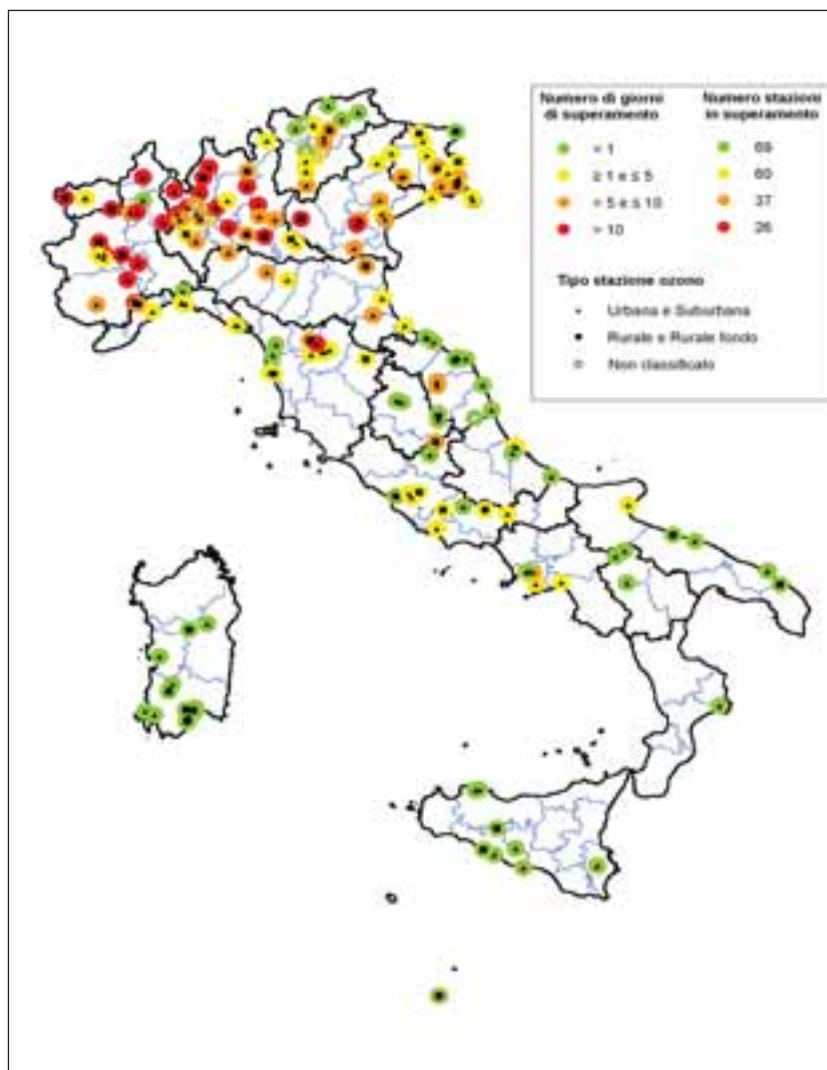 Numero di giorni
di superamento
Numero stazioni
in superamento
< 1
69
≥ 1 e ≤ 5
60
> 5 e ≤ 10
37
> 10
26
Tipo stazione ozono
Urbana e Suburbana
Rurale e Rurale fondo
Non classificato